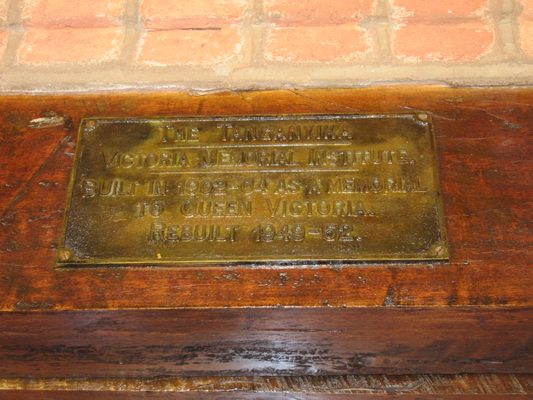 THE TANGANYIKA
VICTORIA MEMORIAL INSTITUTE.
BUILT IN 1902-04 AS A MEMORIAL
TO QUEEN VICTORIA.
REBUILT 1949-52.